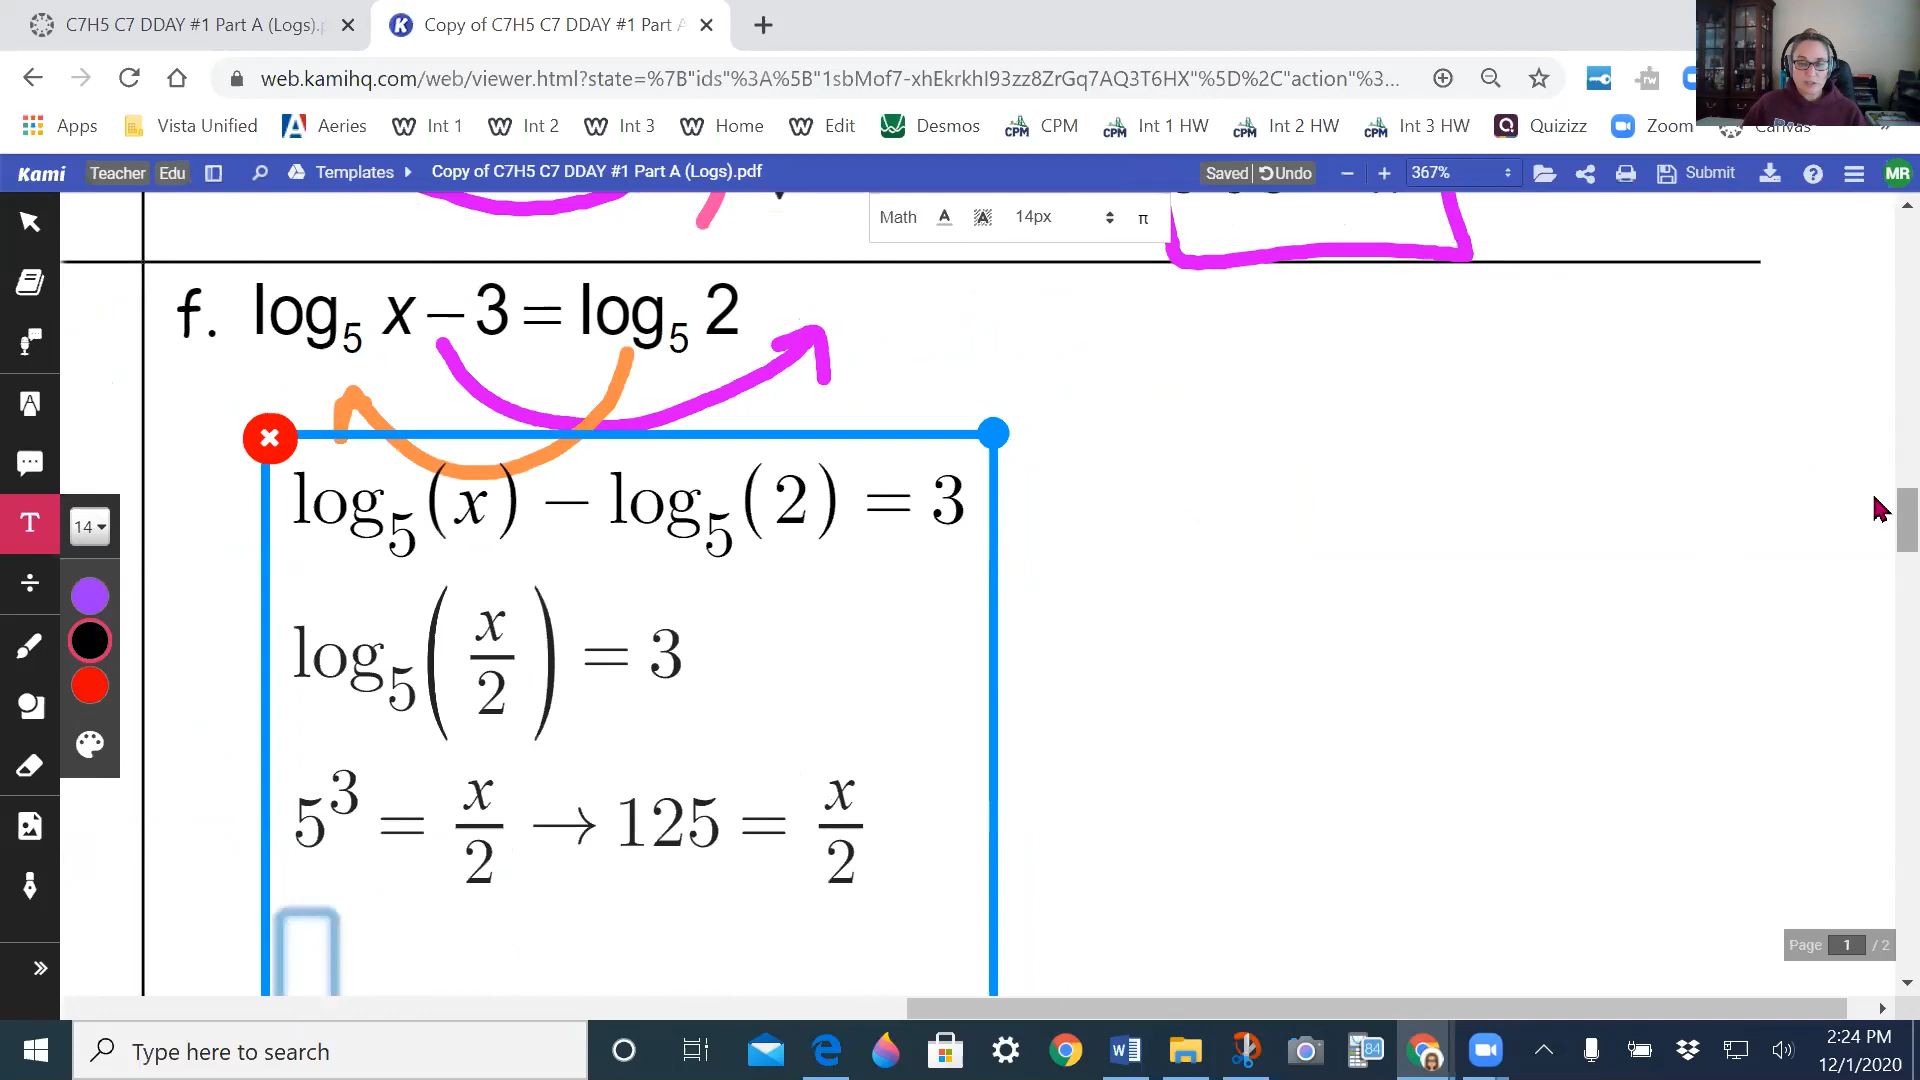 C7H5 C7 DDAY #1 Part A (Logs).p
Copy of C7H5 C7 DDAY #1 Part A
web.kamihq.com/web/viewer.html?state=%7B"ids"%3A%5B"1sbMof7-xhEkrkhI93zz8ZrGq7AQ3T6HX"%5D%2C"action"%3...
Apps Vista Unified Aeries Int 1 Int 2 Int 3 Home Edit Desmos CPM Int 1 HW Int 2 HW Int 3 HW Quizizz Zoom Canvas
Kami Teacher Edu Templates Copy of C7H5 C7 DDAY #1 Part A (Logs).pdf Saved Undo 367% Submit MR
Math 14px π
f. log₅ x − 3 = log₅ 2
log₅(x) − log₅(2) = 3
log₅(x/2) = 3
5³ = x/2 → 125 = x/2
T 14
Page 1 / 2
Type here to search
84
2:24 PM
12/1/2020